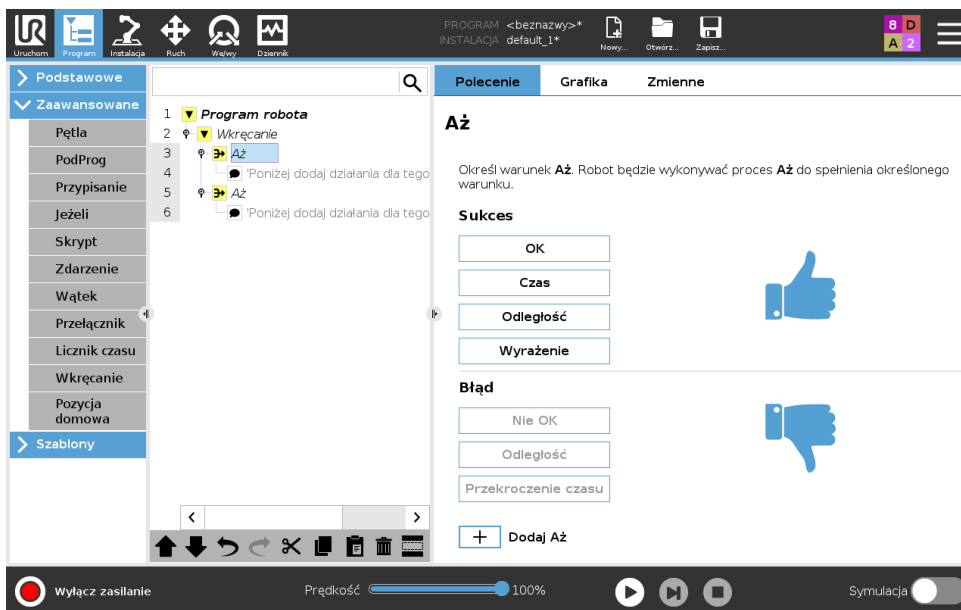 PROGRAM <beznazwy>*
INSTALACJA default_1*
8 D
A 2
Uruchom Program Instalacja Ruch We/wy Dziennik Nowy... Otwórz... Zapisz...
Podstawowe
Zaawansowane
Pętla
PodProg
Przypisanie
Jeżeli
Skrypt
Zdarzenie
Wątek
Przełącznik
Licznik czasu
Wkręcanie
Pozycja
domowa
Szablony
1 Program robota
2 Wkręcanie
3 Aż
4 'Poniżej dodaj działania dla tego
5 Aż
6 'Poniżej dodaj działania dla tego
Polecenie Grafika Zmienne
Aż
Określ warunek Aż. Robot będzie wykonywać proces Aż do spełnienia określonego
warunku.
Sukces
OK
Czas
Odległość
Wyrażenie
Błąd
Nie OK
Odległość
Przekroczenie czasu
+ Dodaj Aż
Wyłącz zasilanie Prędkość 100% Symulacja